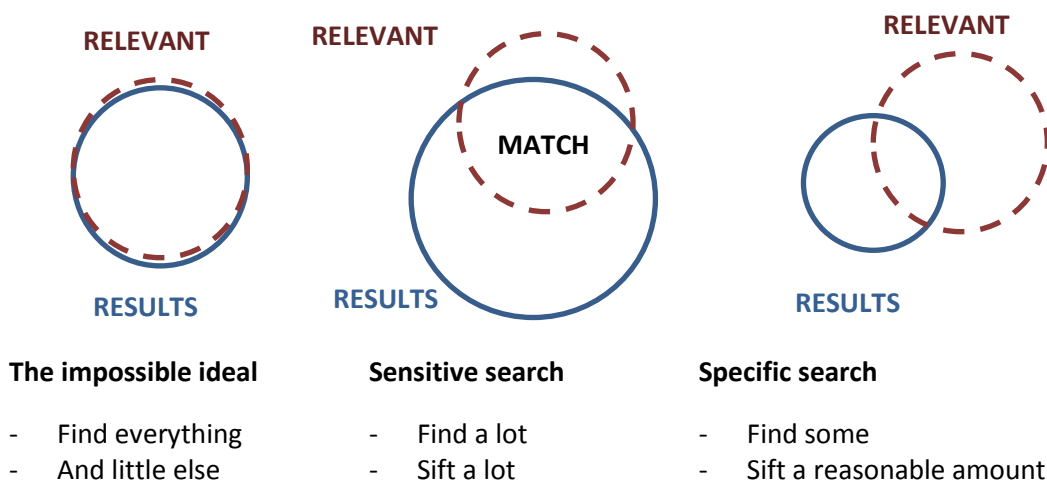 RELEVANT
RESULTS
The impossible ideal
- Find everything
- And little else
RELEVANT
MATCH
RESULTS
Sensitive search
- Find a lot
- Sift a lot
RELEVANT
RESULTS
Specific search
- Find some
- Sift a reasonable amount